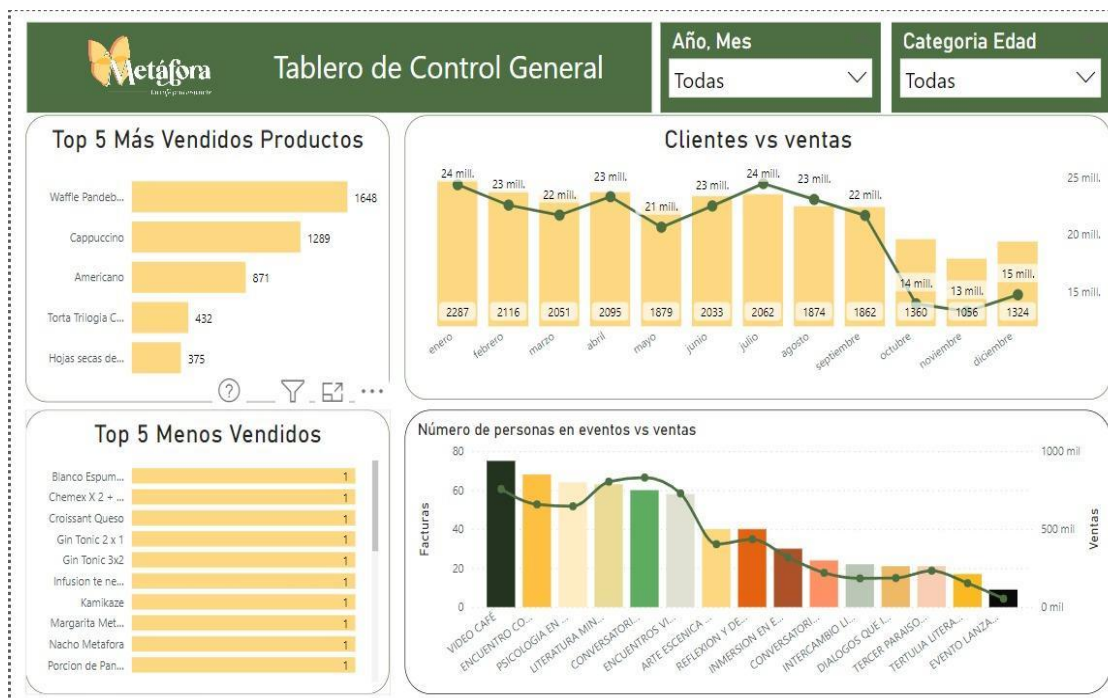 Metáfora
Tablero de Control General
Año, Mes
Todas
Categoria Edad
Todas
Top 5 Más Vendidos Productos
Waffle Pandeb... 1648
Cappuccino 1289
Americano 871
Torta Trilogia C... 432
Hojas secas de... 375
Clientes vs ventas
24 mill. 23 mill. 22 mill. 23 mill. 21 mill. 23 mill. 24 mill. 23 mill. 22 mill. 14 mill. 13 mill. 15 mill.
25 mill.
20 mill.
15 mill.
2287 2116 2051 2095 1879 2033 2062 1874 1862 1360 1056 1324
enero febrero marzo abril mayo junio julio agosto septiembre octubre noviembre diciembre
Top 5 Menos Vendidos
Blanco Espum... 1
Chemex X 2 + ... 1
Croissant Queso 1
Gin Tonic 2 x 1 1
Gin Tonic 3x2 1
Infusion te ne... 1
Kamikaze 1
Margarita Met... 1
Nacho Metafora 1
Porcion de Pan... 1
Número de personas en eventos vs ventas
Facturas
80
60
40
20
0
1000 mil
500 mil
0 mil
Ventas
VIDEO CAFÉ
ENCUENTRO CO...
PSICOLOGIA EN ...
LITERATURA MIN...
CONVERSATORI...
ENCUENTROS VI...
ARTE ESCENICA ...
REFLEXION Y DE...
INMERSION EN E...
CONVERSATORI...
INTERCAMBIO LI...
DIALOGOS QUE I...
TERCER PARAISO...
TERTULIA LITERA...
EVENTO LANZA...